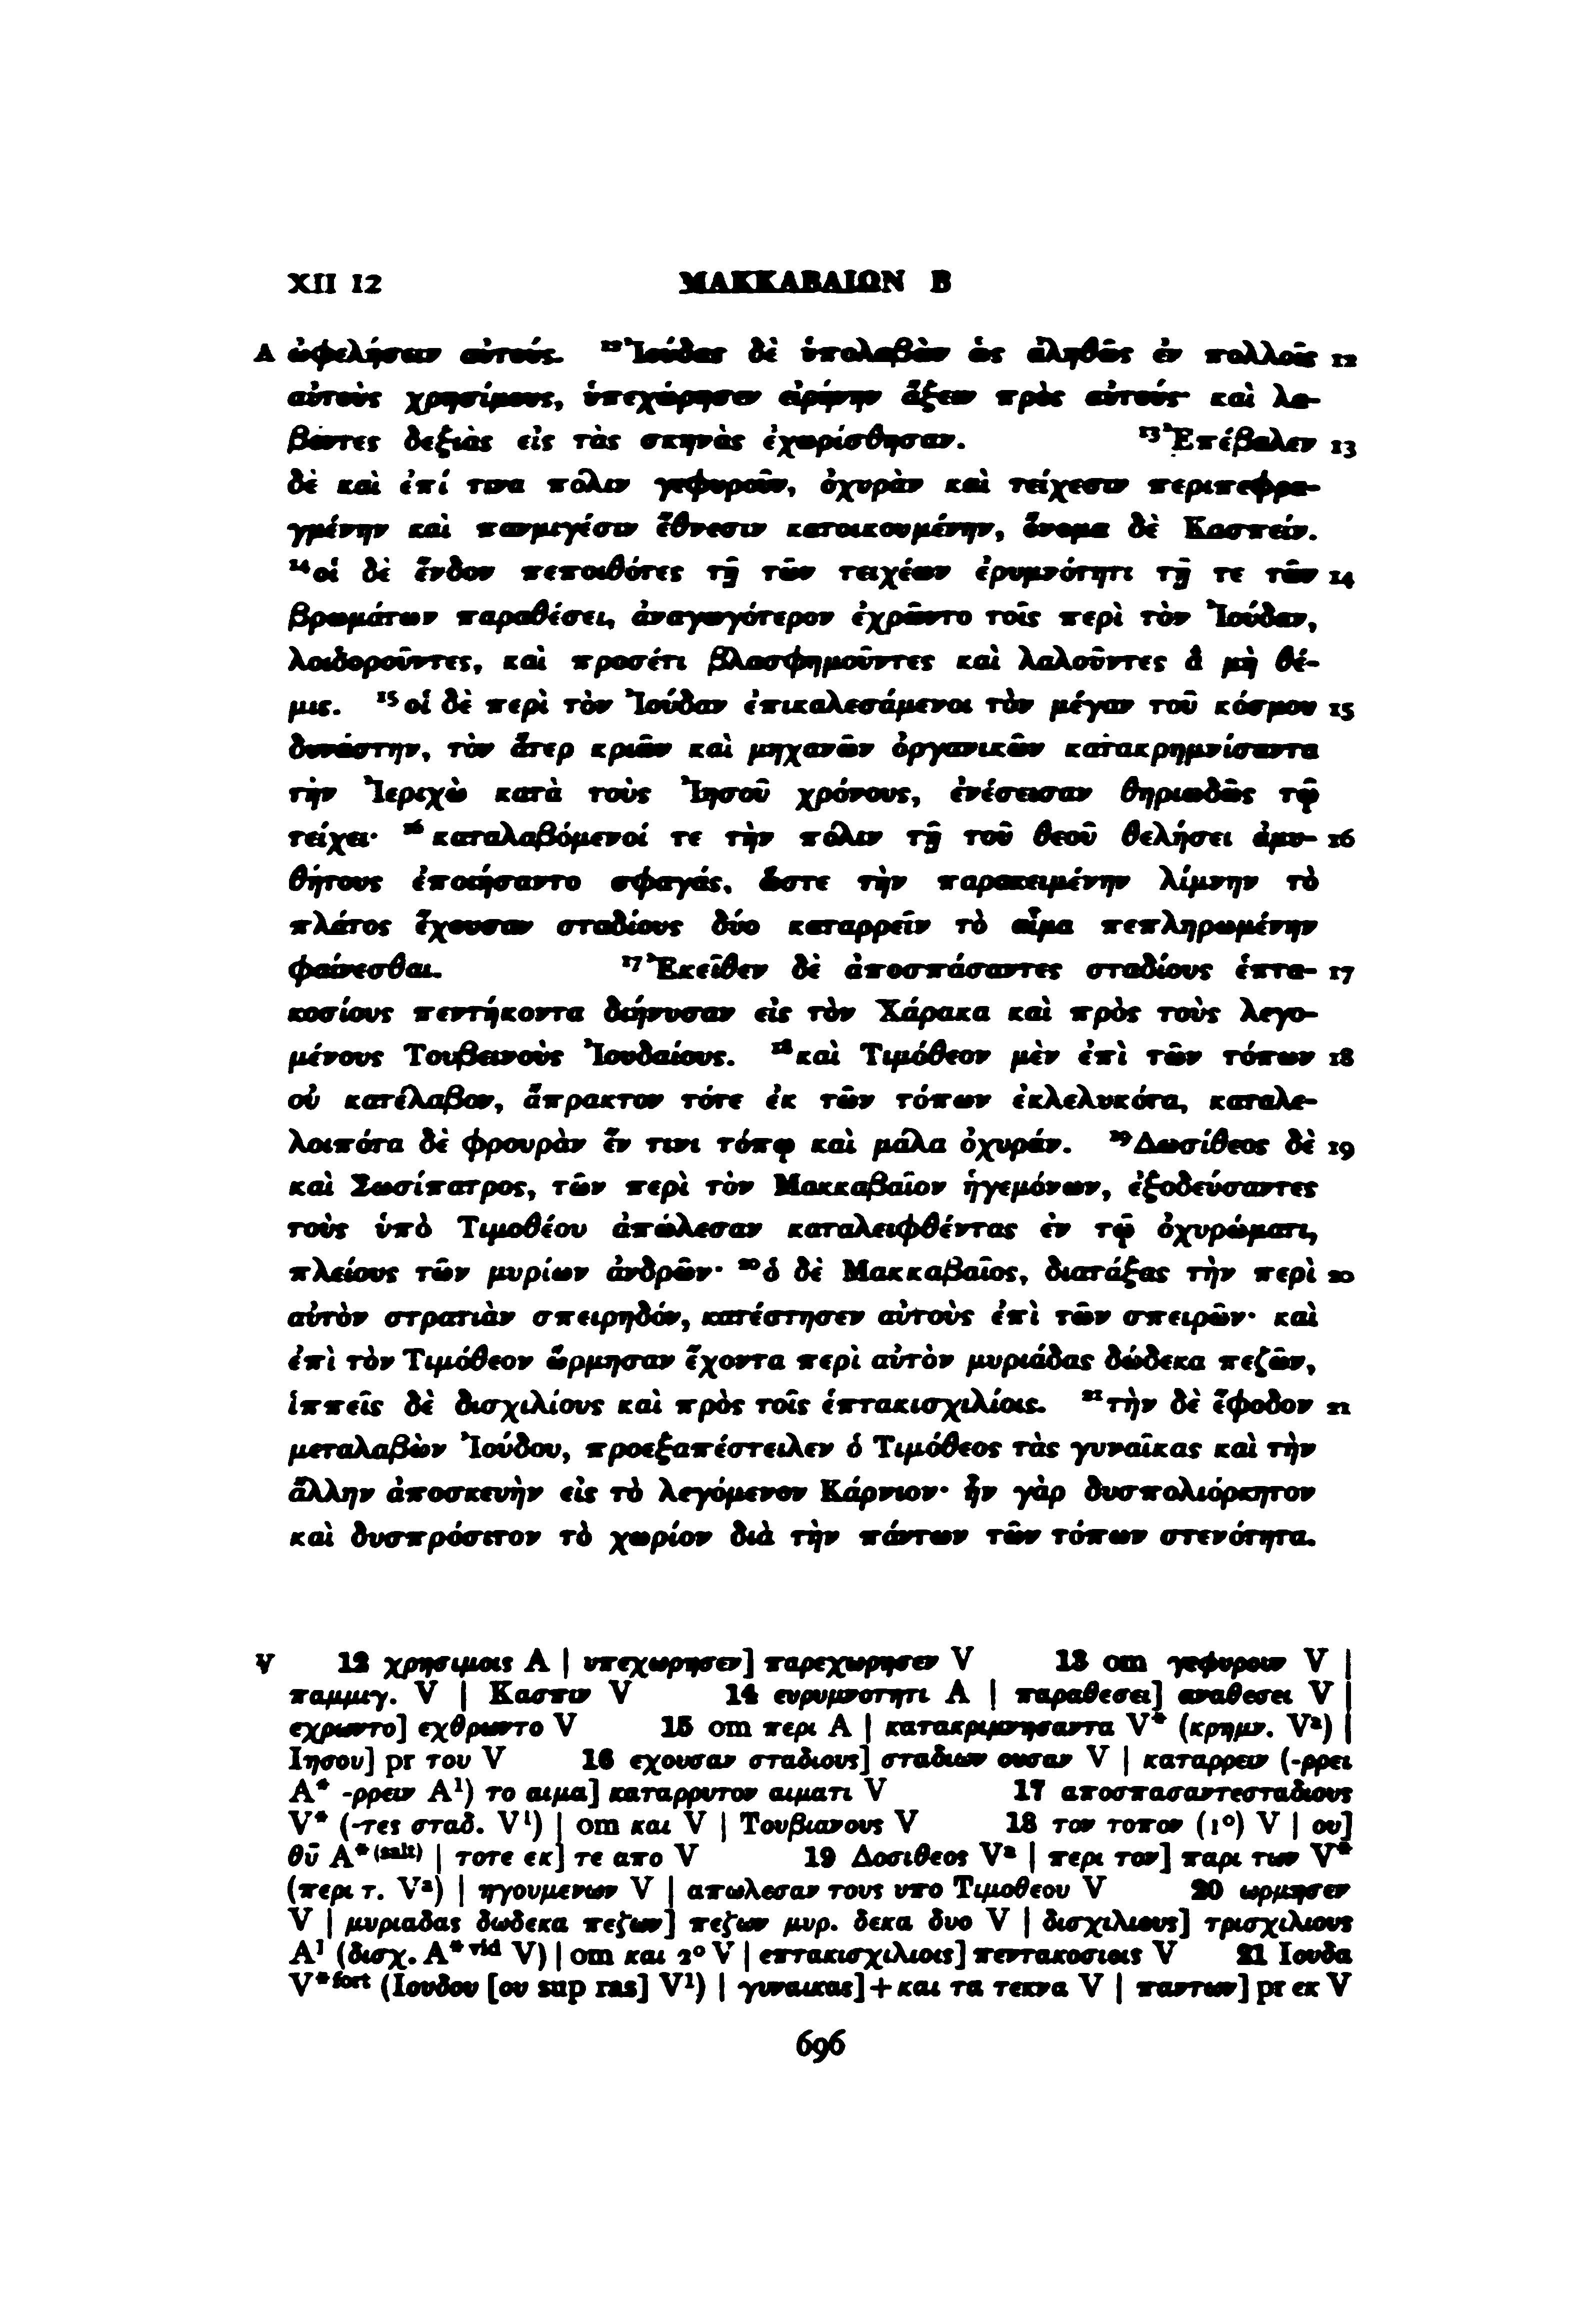 XII 12 ΜΑΚΚΑΒΑΙΩΝ Β
A ὠφελήσειν αὐτούς. ¹²Ἰούδας δὲ ὑπολαβὼν ὡς ἀληθῶς ἐν πολλοῖς 12
αὐτοὺς χρησίμους, ὑπεχώρησεν εἰρήνην ἄξειν πρὸς αὐτούς· καὶ λα-
βόντες δεξιὰς εἰς τὰς σκηνὰς ἐχωρίσθησαν. ¹³Ἐπέβαλεν 13
δὲ καὶ ἐπί τινα πόλιν γεφυροῦν, ὀχυρὰν καὶ τείχεσιν περιπεφρα-
γμένην καὶ πανμιγέσιν ἔθνεσιν κατοικουμένην, ὄνομα δὲ Κασπείν.
¹⁴οἱ δὲ ἔνδον πεποιθότες τῇ τῶν τειχέων ἐρυμνότητι τῇ τε τῶν 14
βρωμάτων παραθέσει, ἀναγωγότερον ἐχρῶντο τοῖς περὶ τὸν Ἰούδαν,
λοιδοροῦντες, καὶ προσέτι βλασφημοῦντες καὶ λαλοῦντες ἃ μὴ θέ-
μις. ¹⁵οἱ δὲ περὶ τὸν Ἰούδαν ἐπικαλεσάμενοι τὸν μέγαν τοῦ κόσμου 15
δυνάστην, τὸν ἄτερ κριῶν καὶ μηχανῶν ὀργανικῶν κατακρημνίσαντα
τὴν Ἰεριχὼ κατὰ τοὺς Ἰησοῦ χρόνους, ἐνέσεισαν θηριωδῶς τῷ
τείχει· ¹⁶καταλαβόμενοί τε τὴν πόλιν τῇ τοῦ θεοῦ θελήσει ἀμυ- 16
θήτους ἐποιήσαντο σφαγάς, ὥστε τὴν παρακειμένην λίμνην τὸ
πλάτος ἔχουσαν σταδίους δύο καταρρεῖν τὸ αἷμα πεπληρωμένην
φαίνεσθαι. ¹⁷Ἐκεῖθεν δὲ ἀποσπάσαντες σταδίους ἑπτα- 17
κοσίους πεντήκοντα διήνυσαν εἰς τὸν Χάρακα καὶ πρὸς τοὺς λεγο-
μένους Τουβεινοὺς Ἰουδαίους. ¹⁸καὶ Τιμόθεον μὲν ἐπὶ τῶν τόπων 18
οὐ κατέλαβον, ἄπρακτον τότε ἐκ τῶν τόπων ἐκλελυκότα, καταλε-
λοιπότα δὲ φρουρὰν ἔν τινι τόπῳ καὶ μάλα ὀχυράν. ¹⁹Δωσίθεος δὲ 19
καὶ Σωσίπατρος, τῶν περὶ τὸν Μακκαβαῖον ἡγεμόνων, ἐξοδεύσαντες
τοὺς ὑπὸ Τιμοθέου ἀπώλεσαν καταλειφθέντας ἐν τῷ ὀχυρώματι,
πλείους τῶν μυρίων ἀνδρῶν· ²⁰ὁ δὲ Μακκαβαῖος, διατάξας τὴν περὶ 20
αὐτὸν στρατιὰν σπειρηδόν, κατέστησεν αὐτοὺς ἐπὶ τῶν σπειρῶν· καὶ
ἐπὶ τὸν Τιμόθεον ὥρμησαν ἔχοντα περὶ αὐτὸν μυριάδας δώδεκα πεζῶν,
ἱππεῖς δὲ δισχιλίους καὶ πρὸς τοῖς ἑπτακισχιλίοις. ²¹τὴν δὲ ἔφοδον 21
μεταλαβὼν Ἰούδου, προεξαπέστειλεν ὁ Τιμόθεος τὰς γυναῖκας καὶ τὴν
ἄλλην ἀποσκευὴν εἰς τὸ λεγόμενον Κάρνιον· ἦν γὰρ δυσπολιόρκητον
καὶ δυσπρόσιτον τὸ χωρίον διὰ τὴν πάντων τῶν τόπων στενότητα.
V 12 χρησιμοις A | υπεχωρησεν] παρεχωρησεν V 13 om γεφυρουν V |
παμμιγ. V | Κασπιν V 14 ευρυμνοτητι A | παραθεσει] αναθεσει V |
εχρωντο] εχθρωντο V 15 om περι A | κατακριμνησαντα V* (κρημν. Vᵃ) |
Ιησου] pr του V 16 εχουσαν σταδιους] σταδιων ουσαν V | καταρρειν (-ρρει
A* -ρρειν A¹) το αιμα] καταρρυτον αιματι V 17 αποσπασαντεσταδιους
V* (-τες σταδ. V¹) | om και V | Τουβιανους V 18 τον τοπον (1°) V | ου]
θῡ A*⁽ˢᵃˡᵗ⁾ | τοτε εκ] τε απο V 19 Δοσιθεος Vᵃ | περι τον] παρι των V*
(περι τ. Vᵃ) | ηγουμενων V | απωλεσαν τους υπο Τιμοθεου V 20 ωρμησεν
V | μυριαδας δωδεκα πεζων] πεζων μυρ. δεκα δυο V | δισχιλιους] τρισχιλιους
A¹ (δισχ. A*ᵛⁱᵈ V) | om και 2° V | επτακισχιλιοις] πεντακοσιοις V 21 Ιουδα
V*ᶠᵒʳᵗ (Ιουδου [ου sup ras] V¹) | γυναικας]+και τα τεκνα V | παντων] pr εκ V
696